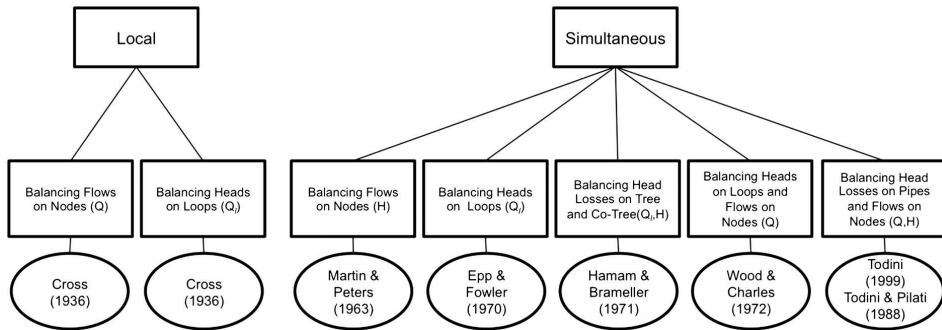 Local
Simultaneous
Balancing Flows
on Nodes (Q)
Balancing Heads
on Loops (Qₗ)
Balancing Flows
on Nodes (H)
Balancing Heads
on Loops (Qₗ)
Balancing Head
Losses on Tree
and Co-Tree(Qₗ,H)
Balancing Heads
on Loops and
Flows on
Nodes (Q)
Balancing Head
Losses on Pipes
and Flows on
Nodes (Q,H)
Cross
(1936)
Cross
(1936)
Martin &
Peters
(1963)
Epp &
Fowler
(1970)
Hamam &
Brameller
(1971)
Wood &
Charles
(1972)
Todini
(1999)
Todini & Pilati
(1988)